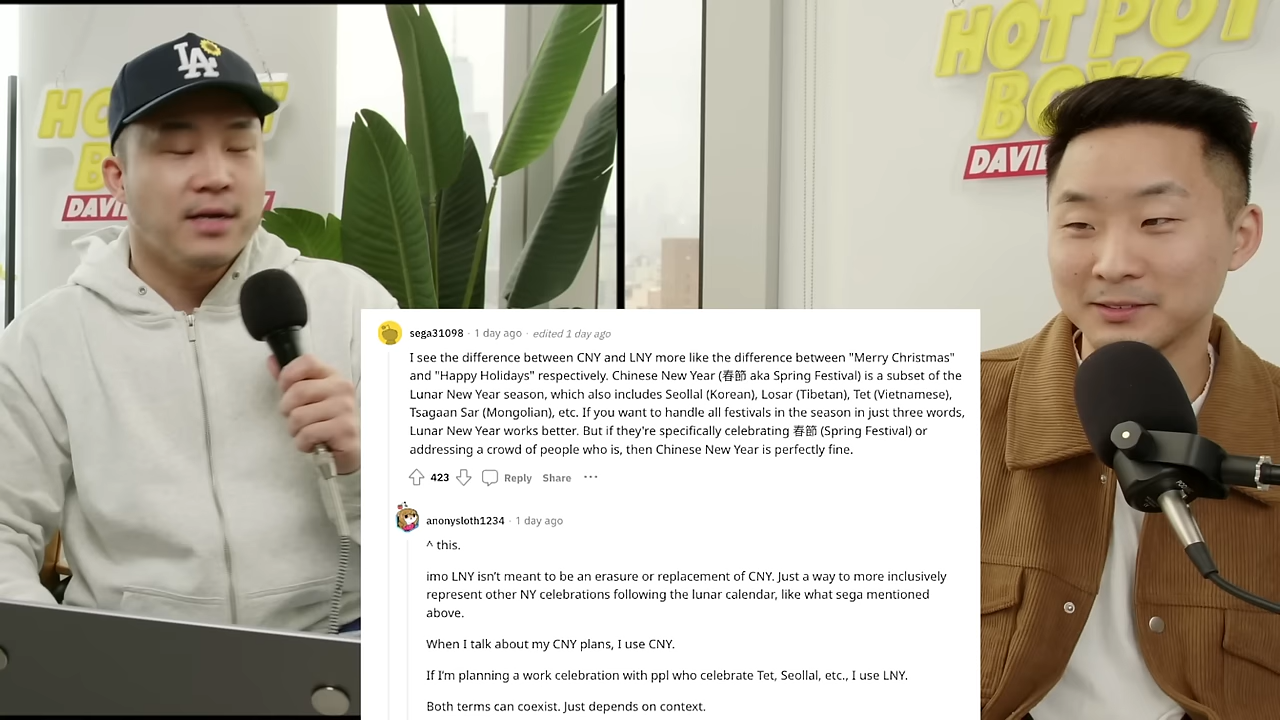 LA
HO
B
DAVI
HOT POT
BOYS
DAVI
sega31098 · 1 day ago · edited 1 day ago
I see the difference between CNY and LNY more like the difference between "Merry Christmas"
and "Happy Holidays" respectively. Chinese New Year (春節 aka Spring Festival) is a subset of the
Lunar New Year season, which also includes Seollal (Korean), Losar (Tibetan), Tet (Vietnamese),
Tsagaan Sar (Mongolian), etc. If you want to handle all festivals in the season in just three words,
Lunar New Year works better. But if they're specifically celebrating 春節 (Spring Festival) or
addressing a crowd of people who is, then Chinese New Year is perfectly fine.
423 Reply Share ···
anonysloth1234 · 1 day ago
^ this.
imo LNY isn't meant to be an erasure or replacement of CNY. Just a way to more inclusively
represent other NY celebrations following the lunar calendar, like what sega mentioned
above.
When I talk about my CNY plans, I use CNY.
If I'm planning a work celebration with ppl who celebrate Tet, Seollal, etc., I use LNY.
Both terms can coexist. Just depends on context.